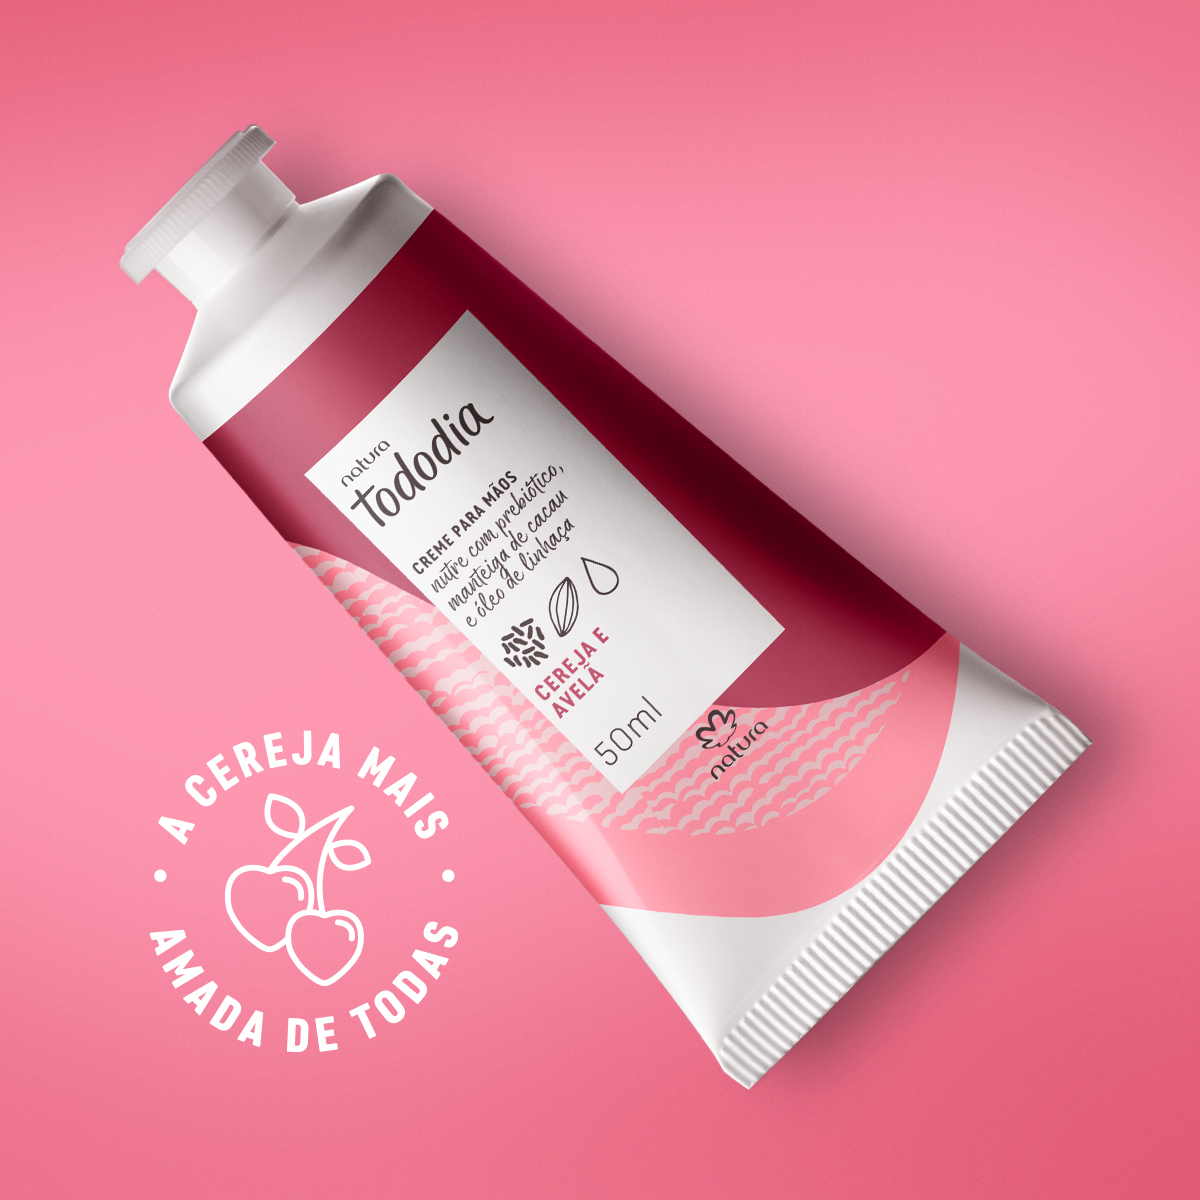 natura
tododia
CREME PARA MÃOS
nutre com prebiótico,
manteiga de cacau
e óleo de linhaça
CEREJA E
AVELÃ
50ml
natura
• A CEREJA MAIS •
AMADA DE TODAS